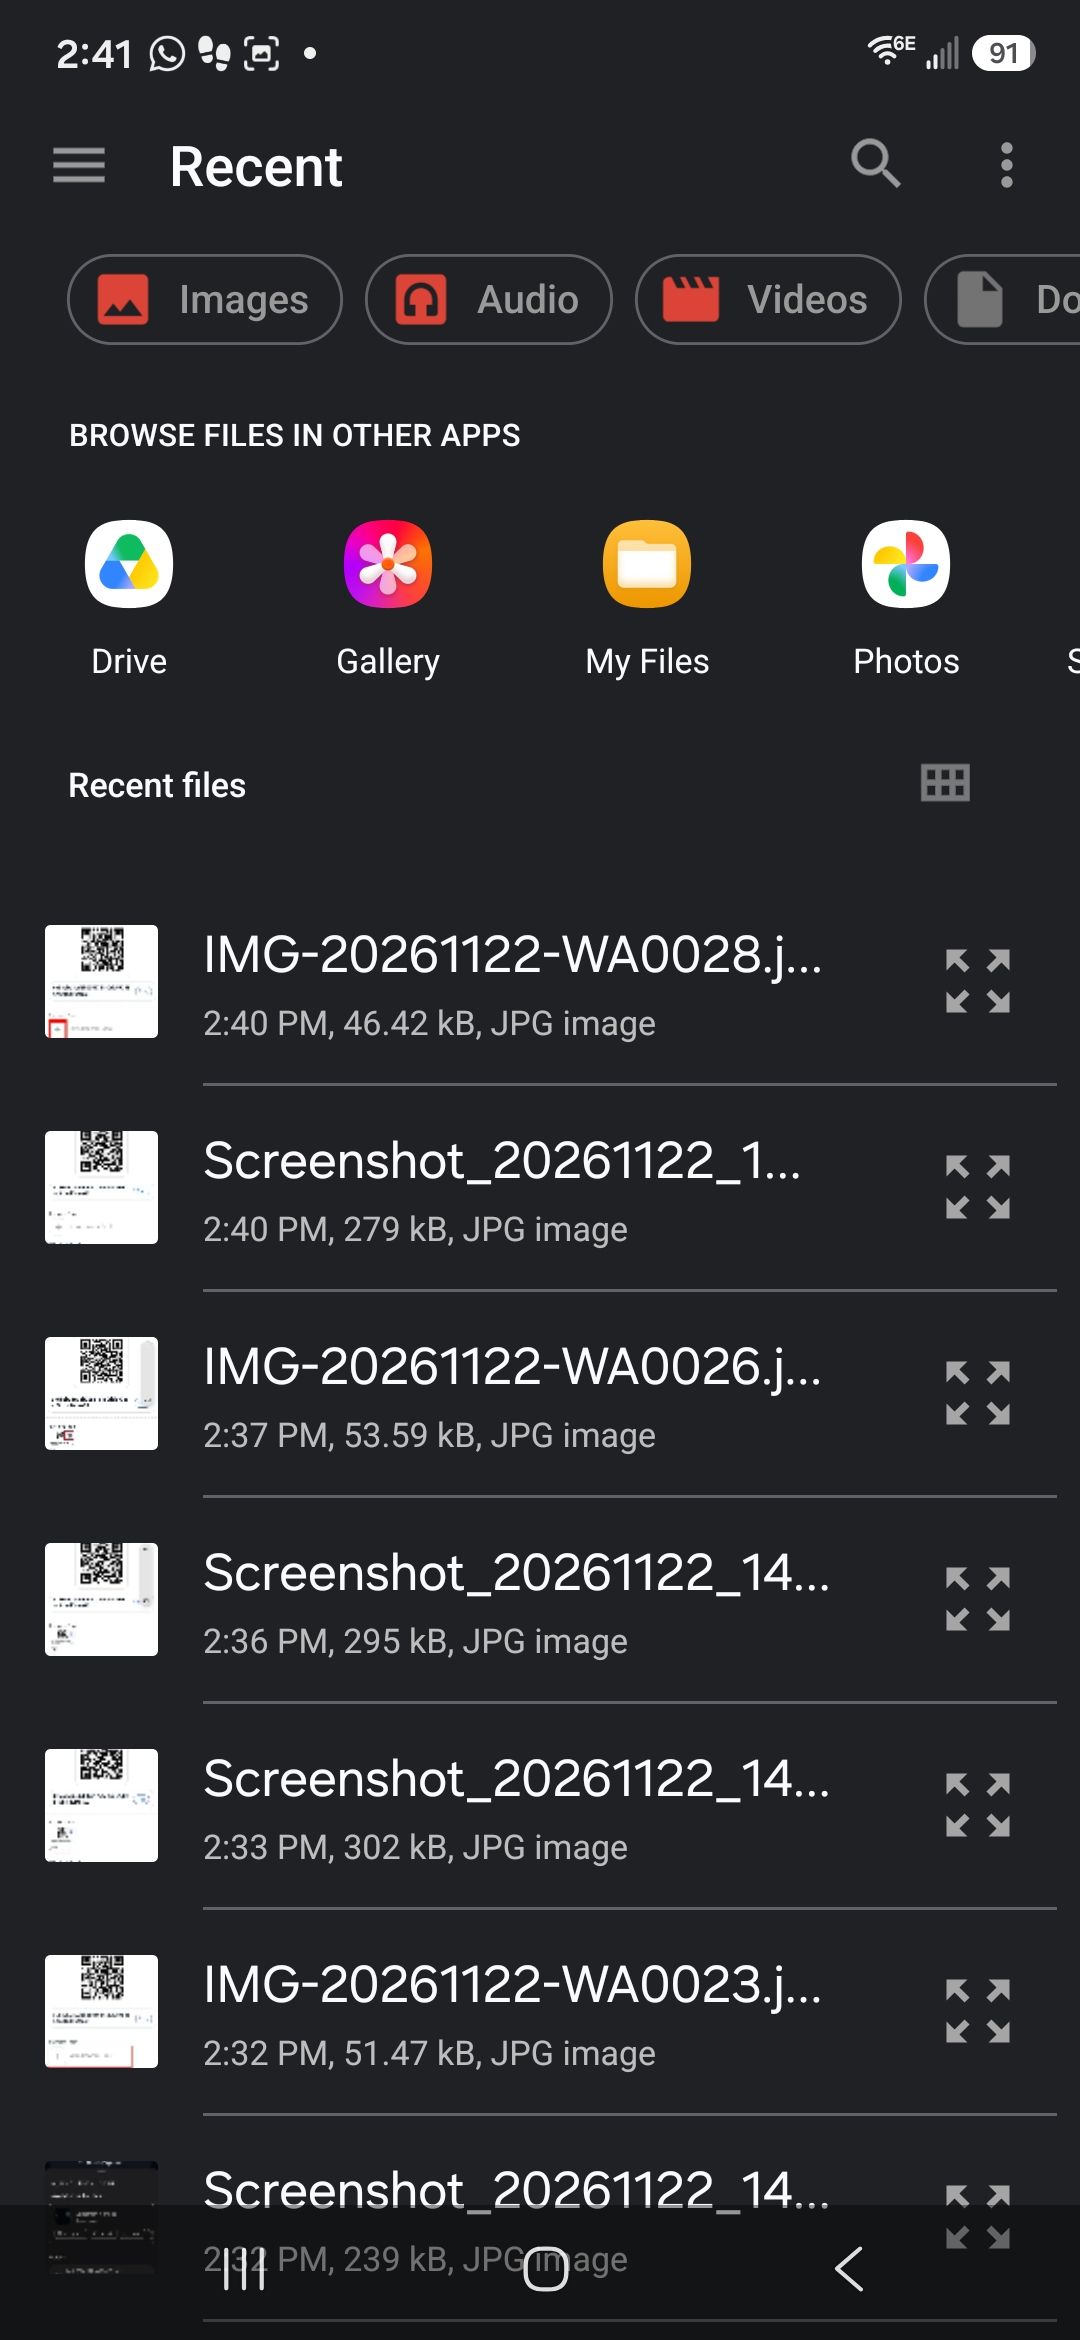 2:41
6E
91
Recent
Images
Audio
Videos
Do
BROWSE FILES IN OTHER APPS
Drive
Gallery
My Files
Photos
S
Recent files
IMG-20261122-WA0028.j...
2:40 PM, 46.42 kB, JPG image
Screenshot_20261122_1...
2:40 PM, 279 kB, JPG image
IMG-20261122-WA0026.j...
2:37 PM, 53.59 kB, JPG image
Screenshot_20261122_14...
2:36 PM, 295 kB, JPG image
Screenshot_20261122_14...
2:33 PM, 302 kB, JPG image
IMG-20261122-WA0023.j...
2:32 PM, 51.47 kB, JPG image
Screenshot_20261122_14...
2:32 PM, 239 kB, JPG image